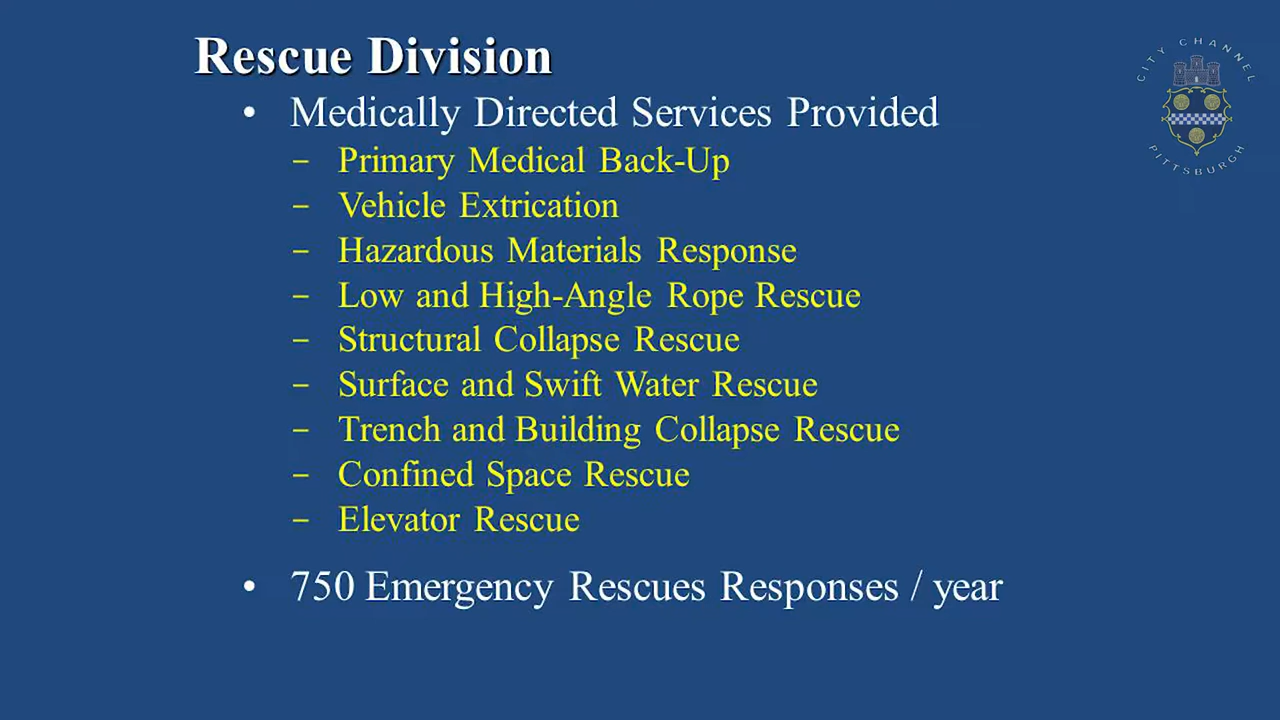 Rescue Division
• Medically Directed Services Provided
– Primary Medical Back-Up
– Vehicle Extrication
– Hazardous Materials Response
– Low and High-Angle Rope Rescue
– Structural Collapse Rescue
– Surface and Swift Water Rescue
– Trench and Building Collapse Rescue
– Confined Space Rescue
– Elevator Rescue
• 750 Emergency Rescues Responses / year
CITY CHANNEL
PITTSBURGH